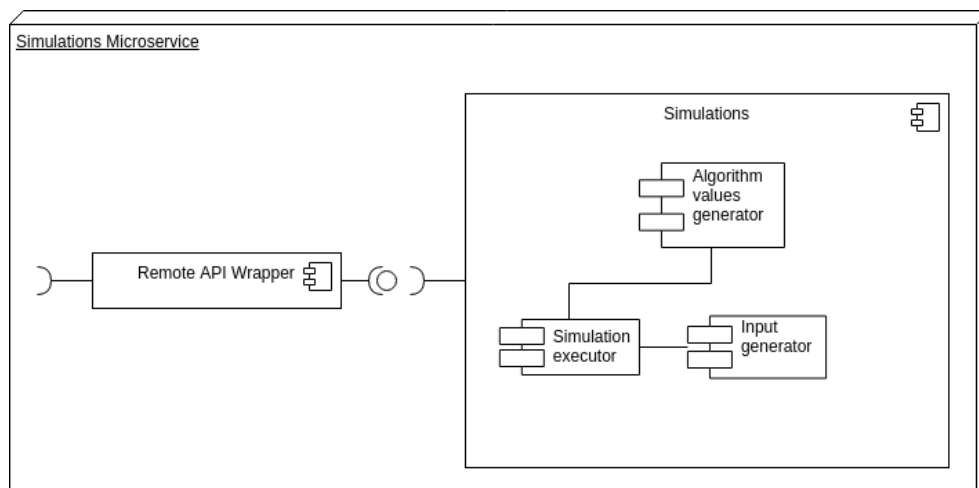 Simulations Microservice
Simulations
Algorithm
values
generator
Remote API Wrapper
Simulation
executor
Input
generator